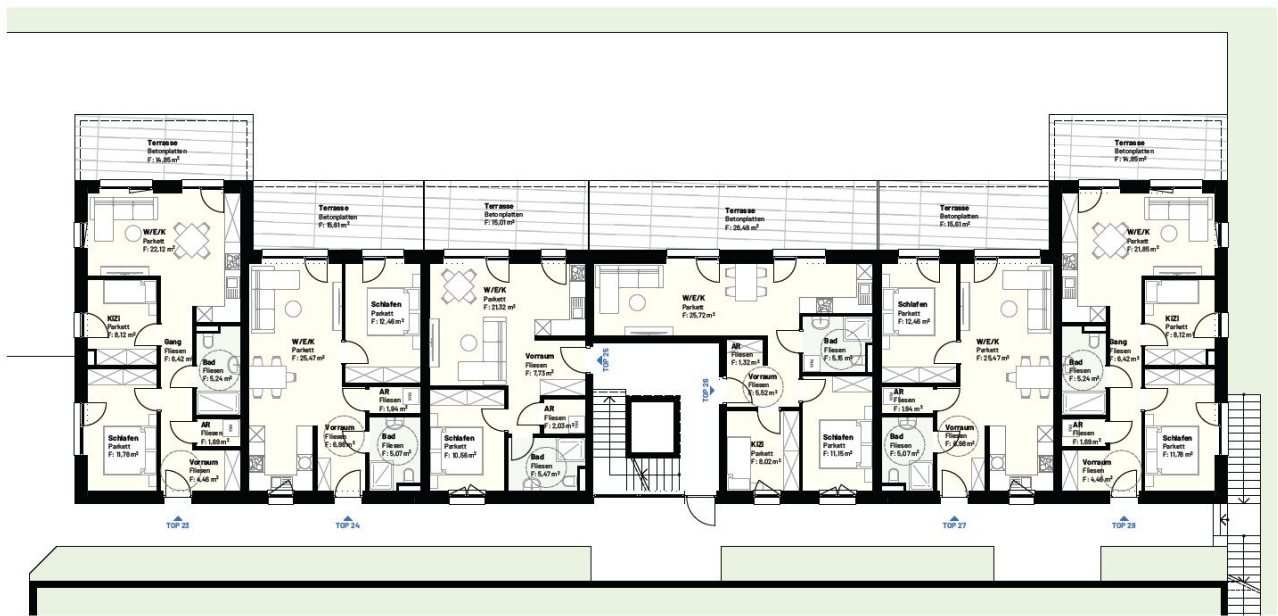 Terrasse
Betonplatten
F: 14,85 m²
W/E/K
Parkett
F: 22,12 m²
KIZI
Parkett
F: 8,12 m²
Gang
Fliesen
F: 6,42 m²
Bad
Fliesen
F: 5,24 m²
AR
Fliesen
F: 1,69 m²
Schlafen
Parkett
F: 11,78 m²
Vorraum
Fliesen
F: 4,46 m²
TOP 23
Terrasse
Betonplatten
F: 15,61 m²
W/E/K
Parkett
F: 25,47 m²
Schlafen
Parkett
F: 12,46 m²
AR
Fliesen
F: 1,94 m²
Vorraum
Fliesen
F: 6,98 m²
Bad
Fliesen
F: 5,07 m²
TOP 24
Terrasse
Betonplatten
F: 15,01 m²
W/E/K
Parkett
F: 21,32 m²
Vorraum
Fliesen
F: 7,73 m²
AR
Fliesen
F: 2,03 m²
Schlafen
Parkett
F: 10,56 m²
Bad
Fliesen
F: 5,47 m²
TOP 25
Terrasse
Betonplatten
F: 26,46 m²
W/E/K
Parkett
F: 25,72 m²
AR
Fliesen
F: 1,32 m²
Bad
Fliesen
F: 5,15 m²
Vorraum
Fliesen
F: 5,52 m²
KIZI
Parkett
F: 8,02 m²
Schlafen
Parkett
F: 11,15 m²
TOP 26
Terrasse
Betonplatten
F: 15,61 m²
Schlafen
Parkett
F: 12,46 m²
W/E/K
Parkett
F: 25,47 m²
AR
Fliesen
F: 1,94 m²
Bad
Fliesen
F: 5,07 m²
Vorraum
Fliesen
F: 6,98 m²
TOP 27
Terrasse
Betonplatten
F: 14,85 m²
W/E/K
Parkett
F: 21,85 m²
KIZI
Parkett
F: 8,12 m²
Gang
Fliesen
F: 6,42 m²
Bad
Fliesen
F: 5,24 m²
AR
Fliesen
F: 1,69 m²
Schlafen
Parkett
F: 11,78 m²
Vorraum
Fliesen
F: 4,46 m²
TOP 28